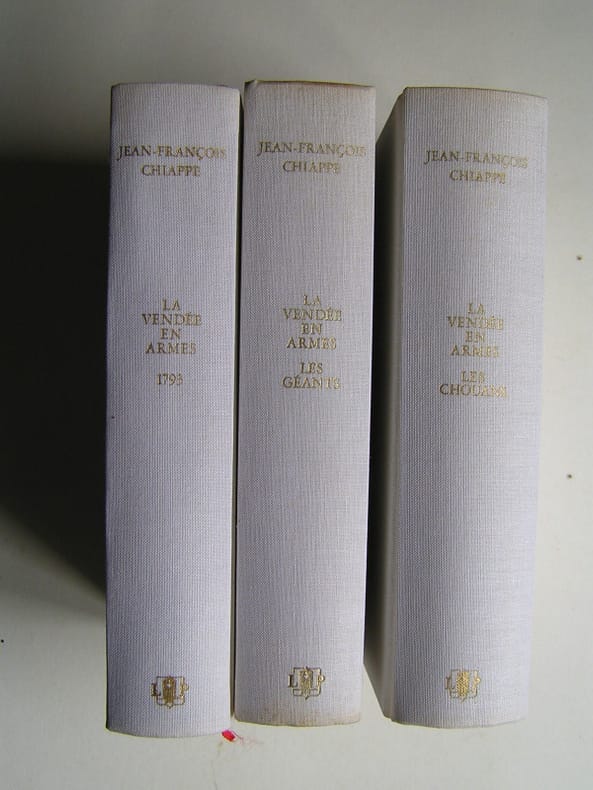 JEAN-FRANÇOIS
CHIAPPE
LA
VENDÉE
EN
ARMES
1793
L P
JEAN-FRANÇOIS
CHIAPPE
LA
VENDÉE
EN
ARMES
LES
GÉANTS
L P
JEAN-FRANÇOIS
CHIAPPE
LA
VENDÉE
EN
ARMES
LES
CHOUANS
L P